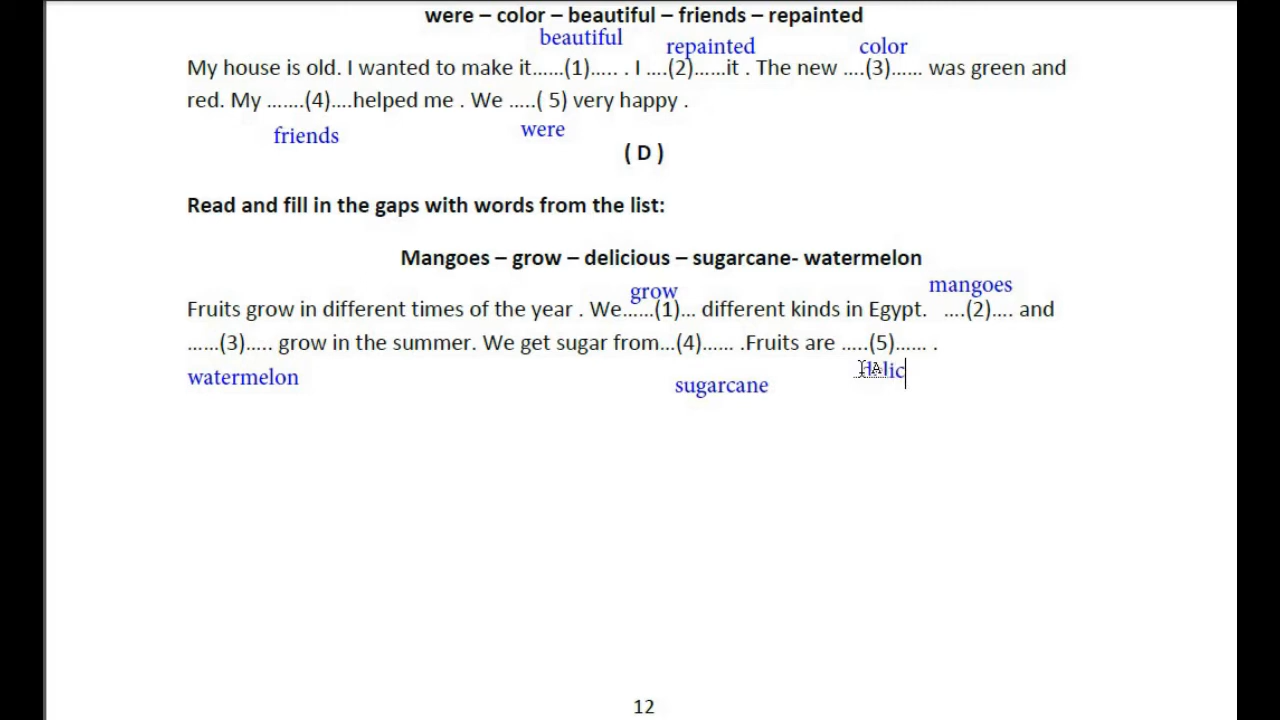 were – color – beautiful – friends – repainted
beautiful repainted color
My house is old. I wanted to make it......(1)..... . I ....(2)......it . The new ....(3)...... was green and
red. My .......(4)....helped me . We .....( 5) very happy .
friends were
( D )
Read and fill in the gaps with words from the list:
Mangoes – grow – delicious – sugarcane- watermelon
grow mangoes
Fruits grow in different times of the year . We......(1)... different kinds in Egypt. ....(2).... and
......(3)..... grow in the summer. We get sugar from...(4)...... .Fruits are .....(5)...... .
watermelon sugarcane delic
12